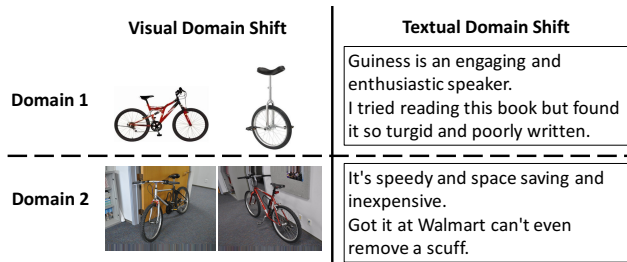 Visual Domain Shift
Textual Domain Shift
Domain 1
Guiness is an engaging and
enthusiastic speaker.
I tried reading this book but found
it so turgid and poorly written.
Domain 2
It's speedy and space saving and
inexpensive.
Got it at Walmart can't even
remove a scuff.